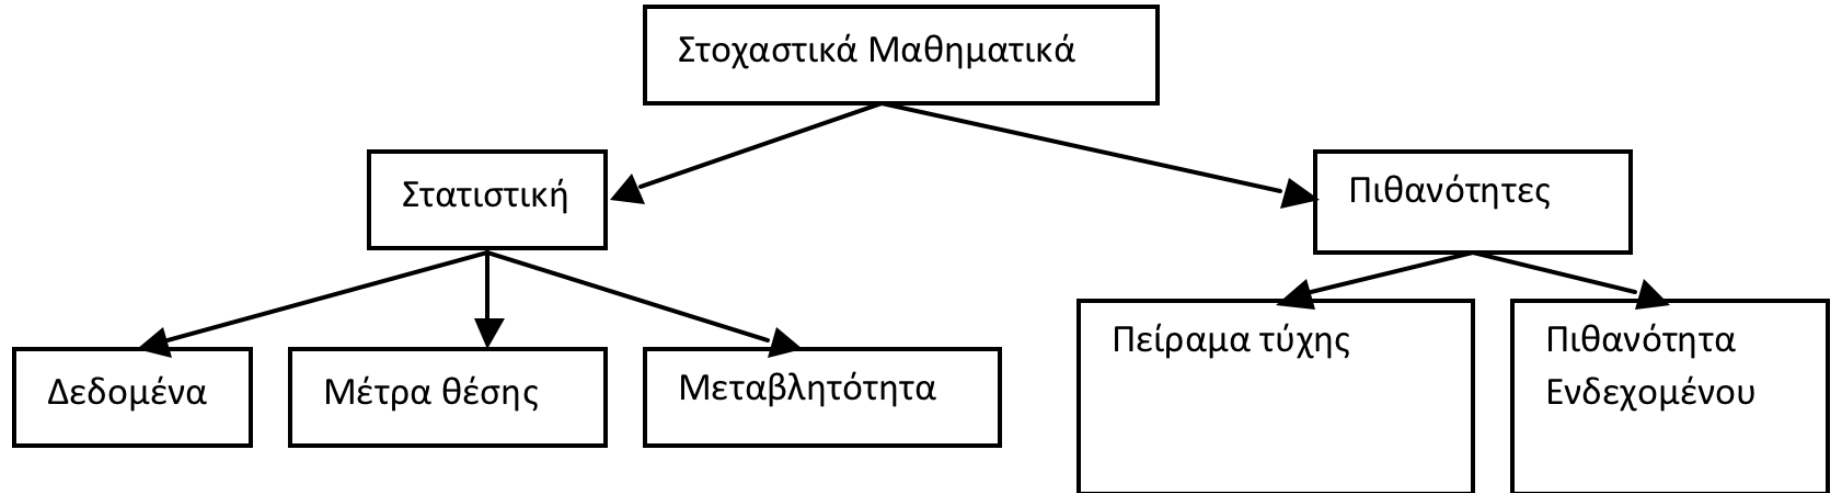 Στοχαστικά Μαθηματικά
Στατιστική
Πιθανότητες
Δεδομένα
Μέτρα θέσης
Μεταβλητότητα
Πείραμα τύχης
Πιθανότητα
Ενδεχομένου